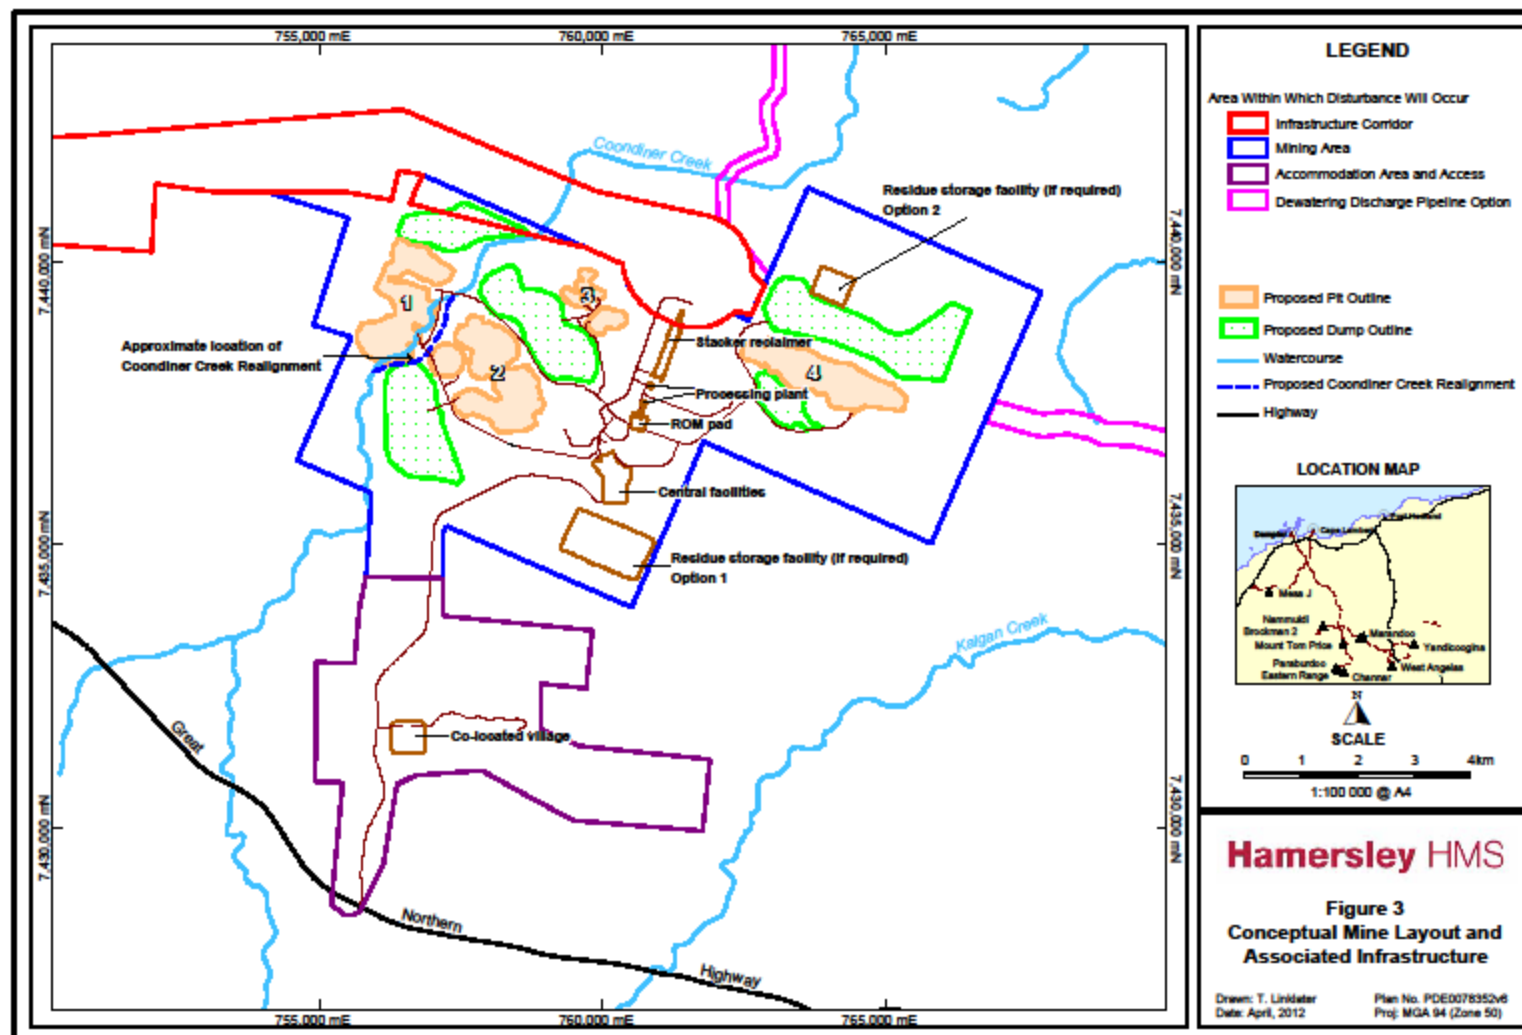 755,000 mE
760,000 mE
765,000 mE
Coondiner Creek
Residue storage facility (if required)
Option 2
7,440,000 mN
7,440,000 mN
1
3
Approximate location of
Coondiner Creek Realignment
2
Stacker reclaimer
4
Processing plant
ROM pad
Central facilities
7,435,000 mN
7,435,000 mN
Residue storage facility (if required)
Option 1
Kalgan Creek
Great
Co-located village
7,430,000 mN
7,430,000 mN
Northern
Highway
755,000 mE
760,000 mE
765,000 mE
LEGEND
Area Within Which Disturbance Will Occur
Infrastructure Corridor
Mining Area
Accommodation Area and Access
Dewatering Discharge Pipeline Option
Proposed Pit Outline
Proposed Dump Outline
Watercourse
Proposed Coondiner Creek Realignment
Highway
LOCATION MAP
Port Hedland
Cape Lambert
Dampier
Mesa J
Nammuldi
Brockman 2
Marandoo
Mount Tom Price
Yandicoogina
Paraburdoo
West Angelas
Eastern Range
Channar
N
SCALE
0 1 2 3 4km
1:100 000 @ A4
Hamersley HMS
Figure 3
Conceptual Mine Layout and
Associated Infrastructure
Drawn: T. Linklater
Plan No. PDE0078352v6
Date: April, 2012
Proj: MGA 94 (Zone 50)